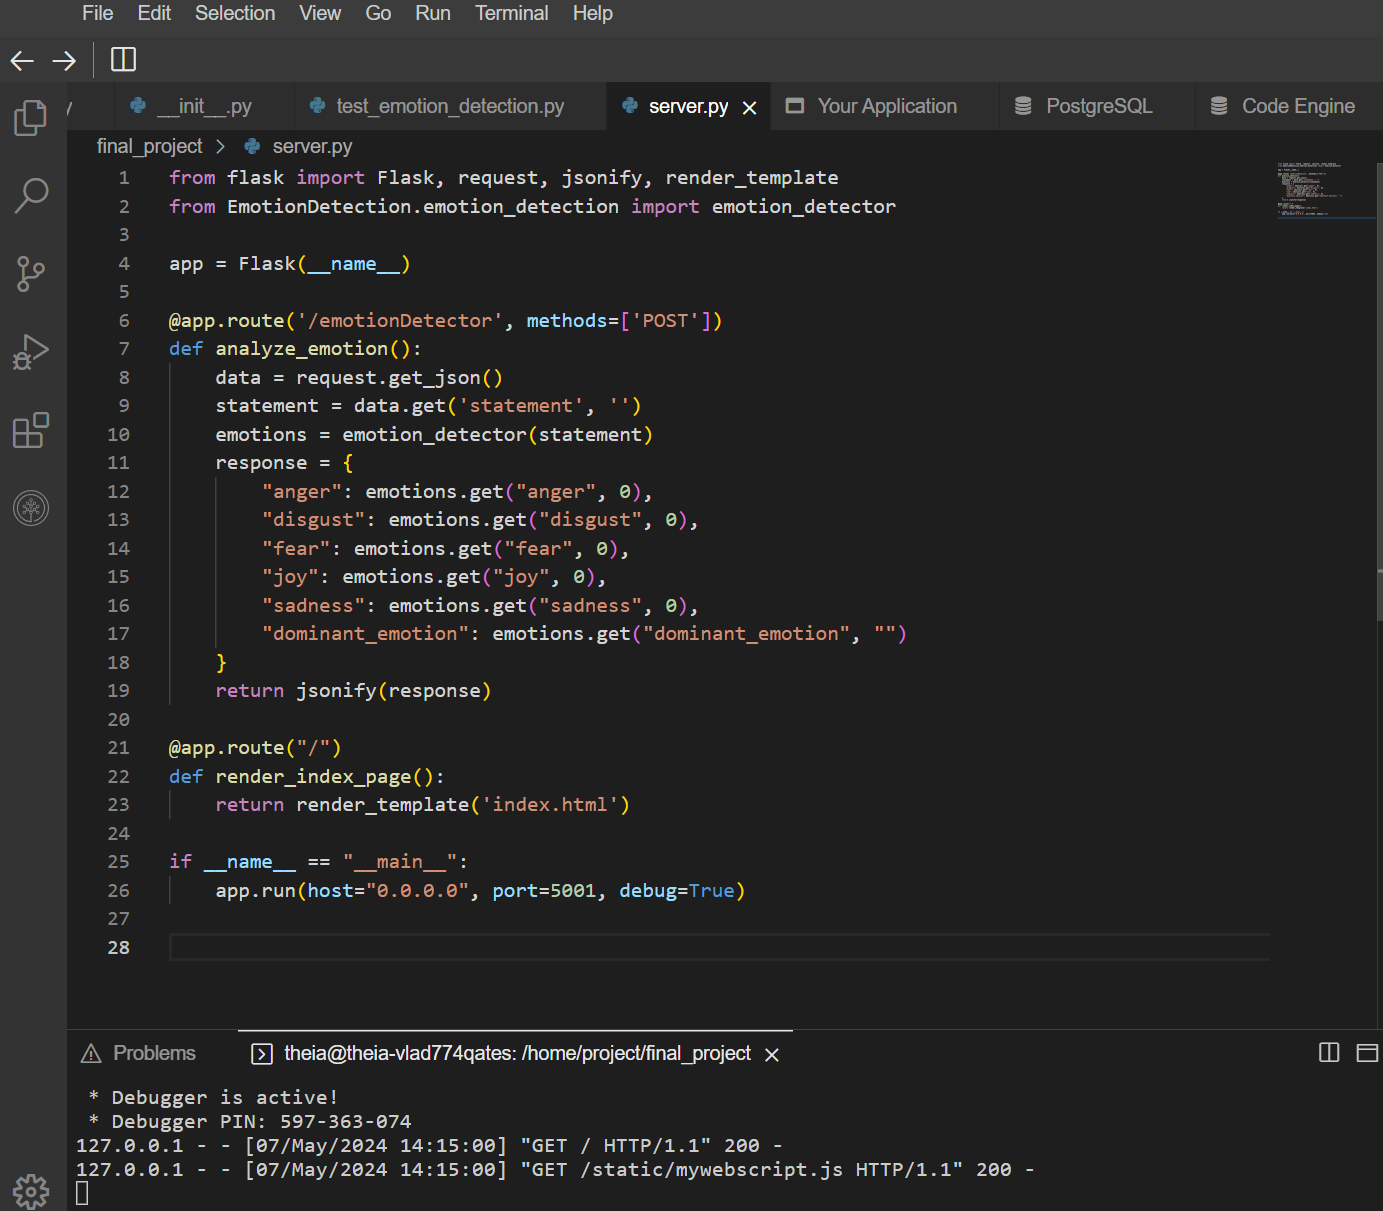 File Edit Selection View Go Run Terminal Help
y __init__.py test_emotion_detection.py server.py Your Application PostgreSQL Code Engine
final_project > server.py
1 from flask import Flask, request, jsonify, render_template
2 from EmotionDetection.emotion_detection import emotion_detector
3
4 app = Flask(__name__)
5
6 @app.route('/emotionDetector', methods=['POST'])
7 def analyze_emotion():
8     data = request.get_json()
9     statement = data.get('statement', '')
10     emotions = emotion_detector(statement)
11     response = {
12         "anger": emotions.get("anger", 0),
13         "disgust": emotions.get("disgust", 0),
14         "fear": emotions.get("fear", 0),
15         "joy": emotions.get("joy", 0),
16         "sadness": emotions.get("sadness", 0),
17         "dominant_emotion": emotions.get("dominant_emotion", "")
18     }
19     return jsonify(response)
20
21 @app.route("/")
22 def render_index_page():
23     return render_template('index.html')
24
25 if __name__ == "__main__":
26     app.run(host="0.0.0.0", port=5001, debug=True)
27
28
Problems theia@theia-vlad774qates: /home/project/final_project
* Debugger is active!
* Debugger PIN: 597-363-074
127.0.0.1 - - [07/May/2024 14:15:00] "GET / HTTP/1.1" 200 -
127.0.0.1 - - [07/May/2024 14:15:00] "GET /static/mywebscript.js HTTP/1.1" 200 -